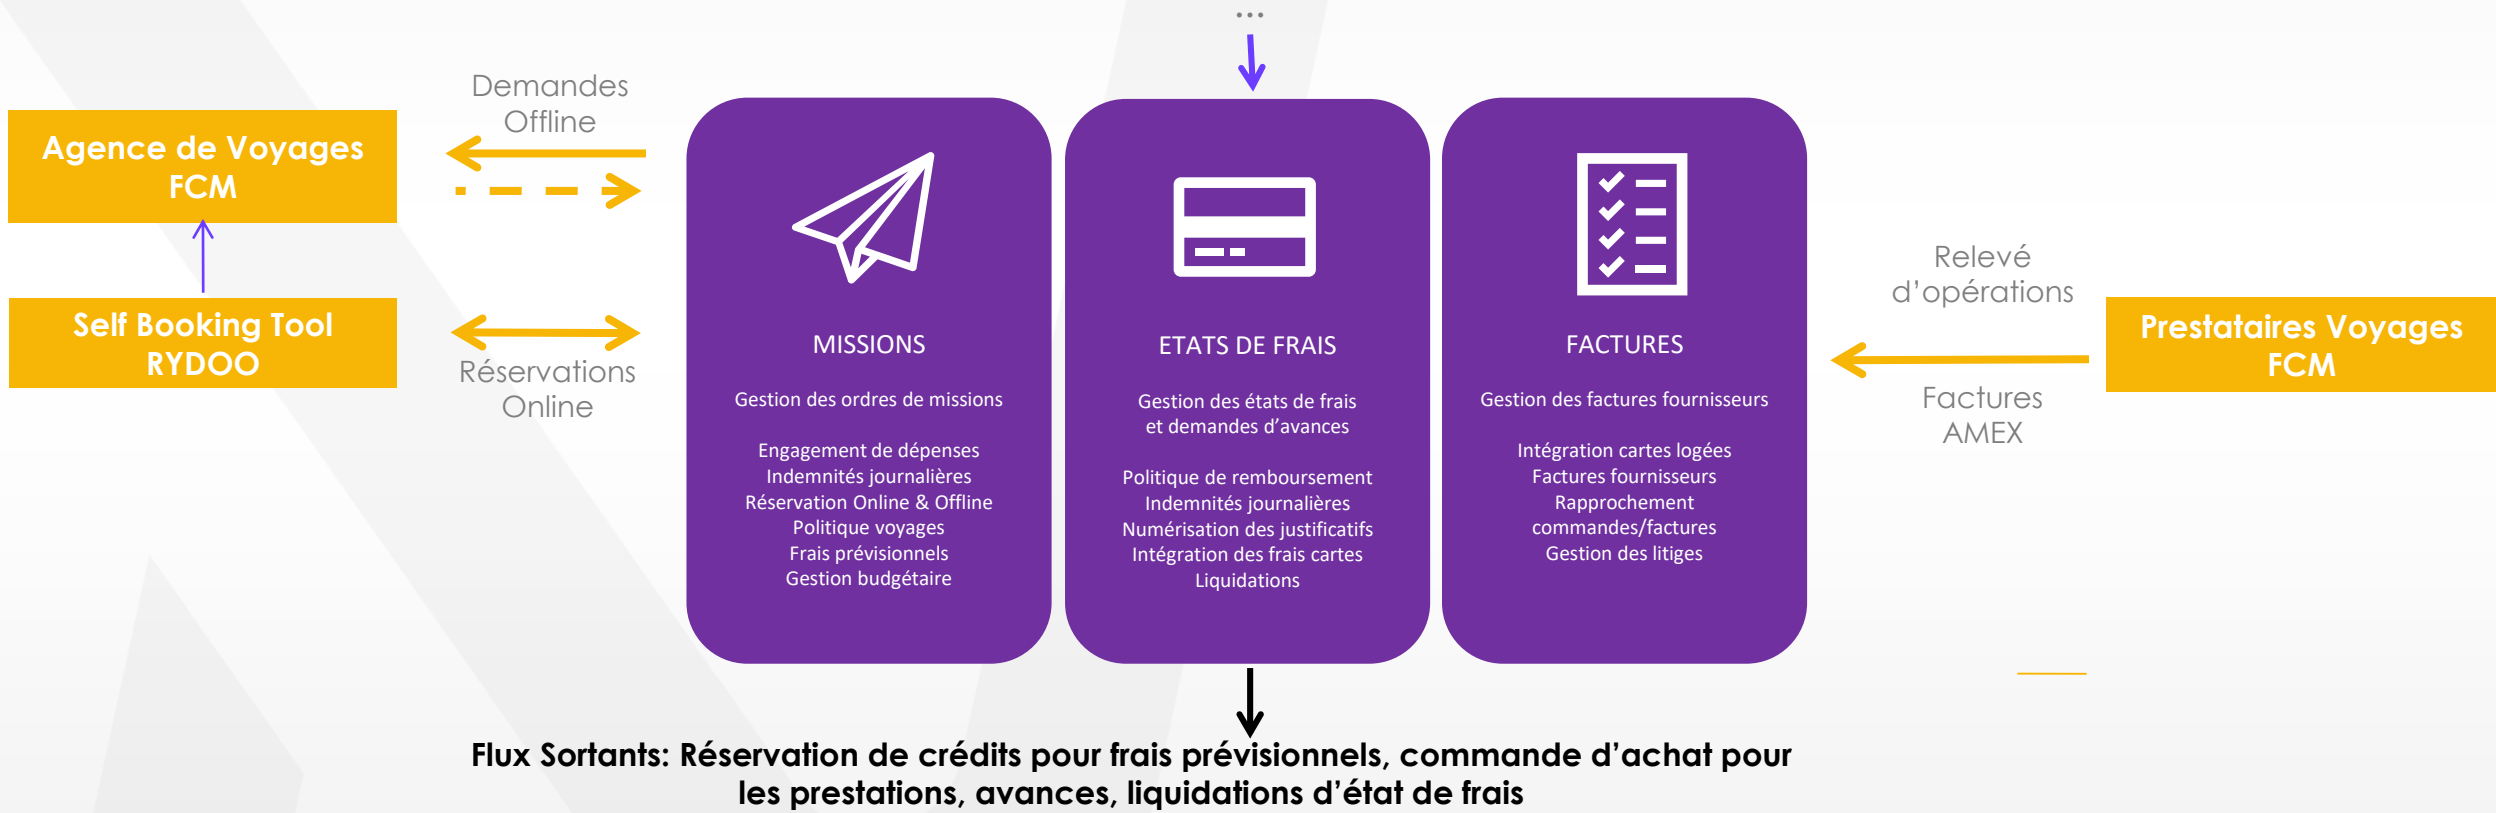 ...
Demandes
Offline
Agence de Voyages
FCM
Self Booking Tool
RYDOO
Réservations
Online
MISSIONS
Gestion des ordres de missions
Engagement de dépenses
Indemnités journalières
Réservation Online & Offline
Politique voyages
Frais prévisionnels
Gestion budgétaire
ETATS DE FRAIS
Gestion des états de frais
et demandes d’avances
Politique de remboursement
Indemnités journalières
Numérisation des justificatifs
Intégration des frais cartes
Liquidations
FACTURES
Gestion des factures fournisseurs
Intégration cartes logées
Factures fournisseurs
Rapprochement
commandes/factures
Gestion des litiges
Relevé
d’opérations
Prestataires Voyages
FCM
Factures
AMEX
Flux Sortants: Réservation de crédits pour frais prévisionnels, commande d’achat pour
les prestations, avances, liquidations d’état de frais